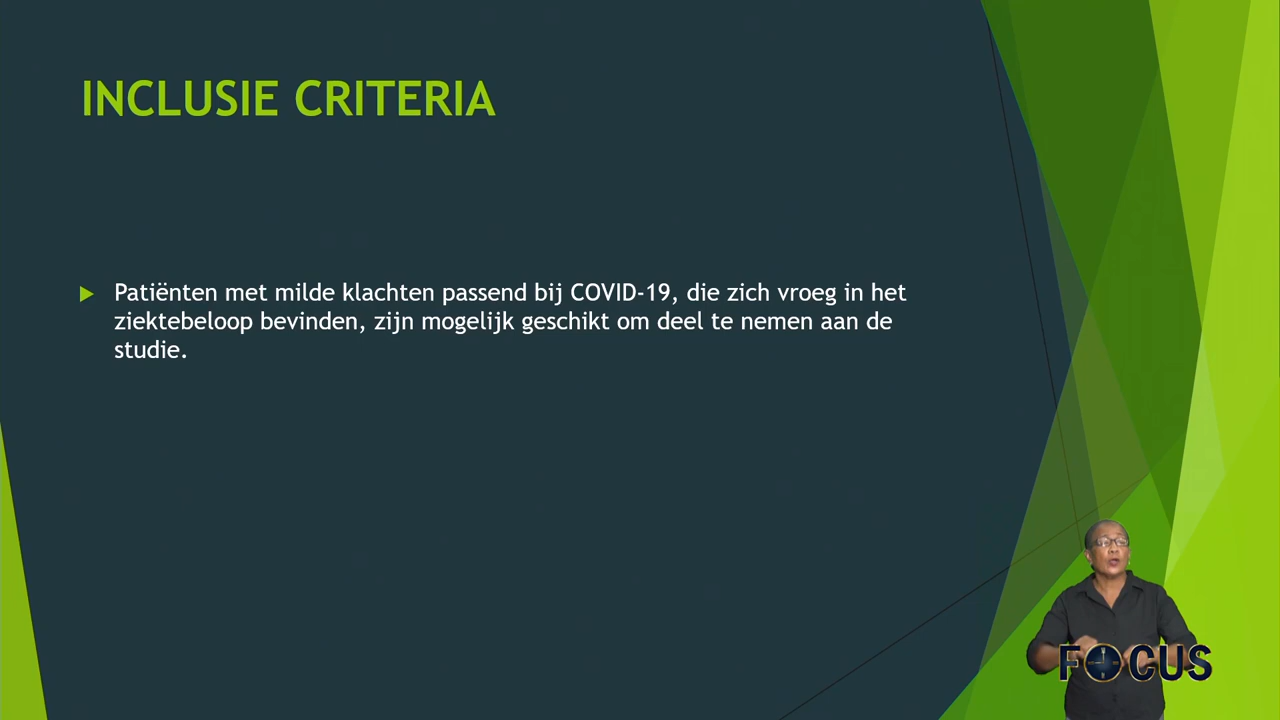 INCLUSIE CRITERIA
Patiënten met milde klachten passend bij COVID-19, die zich vroeg in het
ziektebeloop bevinden, zijn mogelijk geschikt om deel te nemen aan de
studie.
FOCUS